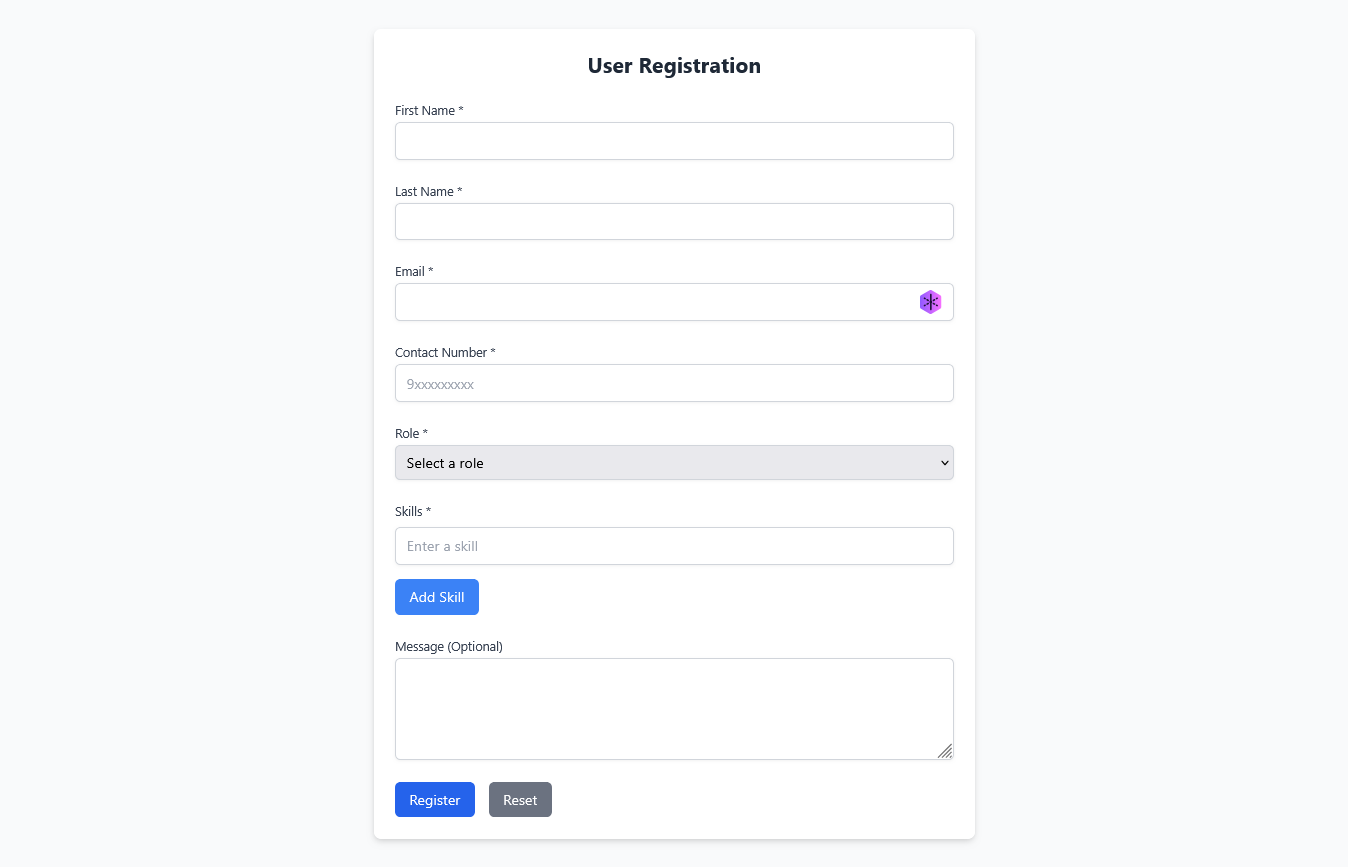 User Registration
First Name *
Last Name *
Email *
Contact Number *
9xxxxxxxxx
Role *
Select a role
Skills *
Enter a skill
Add Skill
Message (Optional)
Register Reset